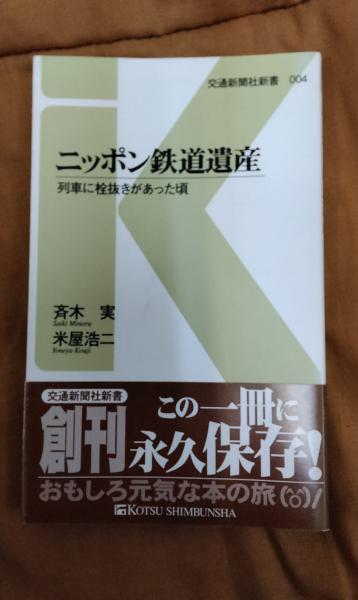 交通新聞社新書 004
ニッポン鉄道遺産
列車に栓抜きがあった頃
斉木 実
Saiki Minoru
米屋浩二
Yoneya Kouji
交通新聞社新書
創刊
この一冊に
永久保存!
おもしろ元気な本の旅
KOTSU SHIMBUNSHA